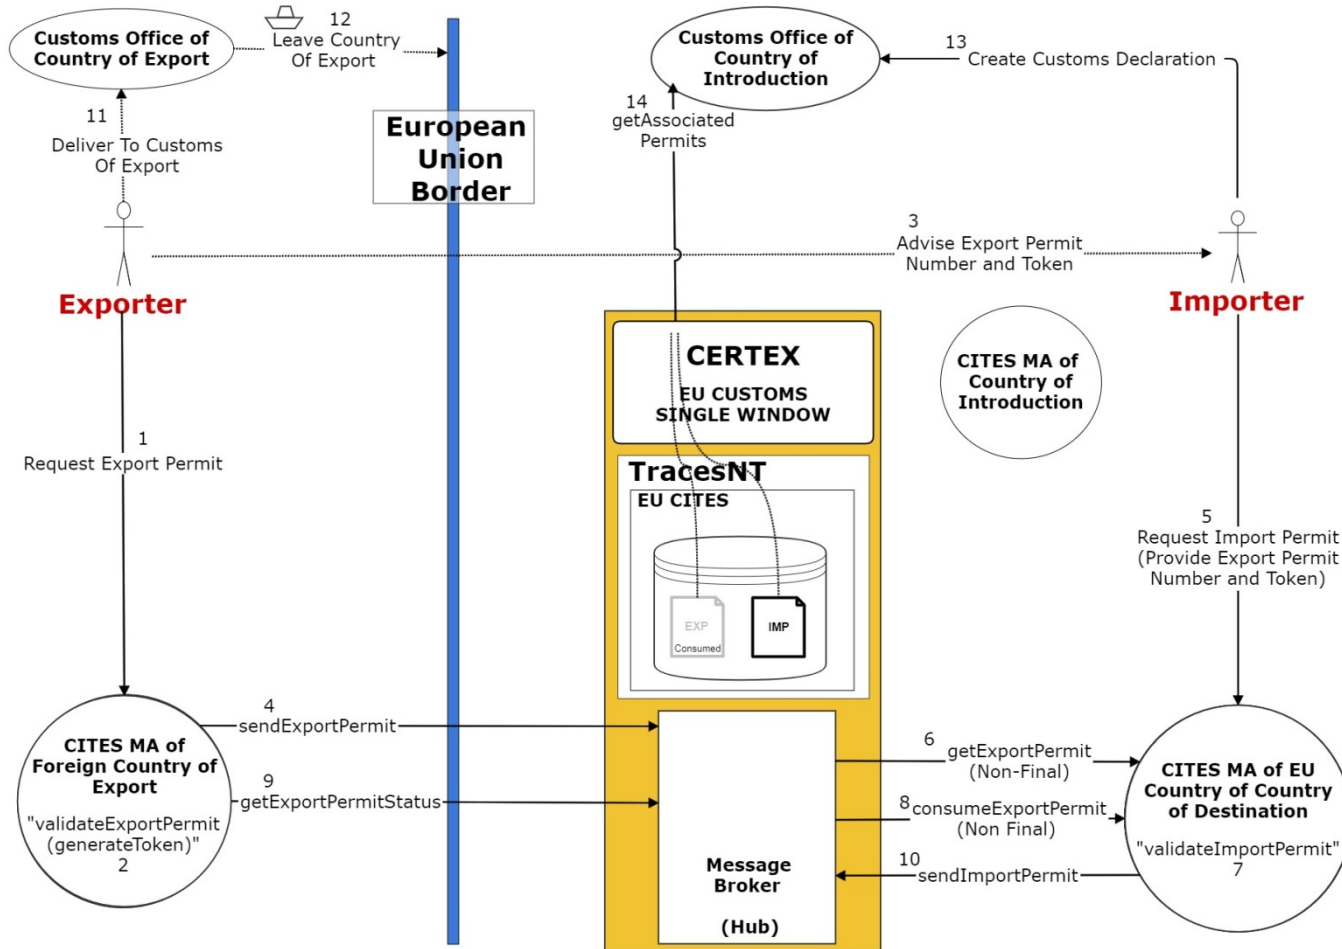 Customs Office of
Country of Export
12
Leave Country
Of Export
11
Deliver To Customs
Of Export
European
Union
Border
Customs Office of
Country of
Introduction
13
Create Customs Declaration
14
getAssociated
Permits
3
Advise Export Permit
Number and Token
Exporter
Importer
CERTEX
EU CUSTOMS
SINGLE WINDOW
CITES MA of
Country of
Introduction
1
Request Export Permit
TracesNT
EU CITES
EXP
Consumed
IMP
5
Request Import Permit
(Provide Export Permit
Number and Token)
4
sendExportPermit
9
getExportPermitStatus
CITES MA of
Foreign Country of
Export
"validateExportPermit
(generateToken)"
2
6
getExportPermit
(Non-Final)
8
consumeExportPermit
(Non Final)
10
sendImportPermit
Message
Broker
(Hub)
CITES MA of EU
Country of Country
of Destination
"validateImportPermit"
7